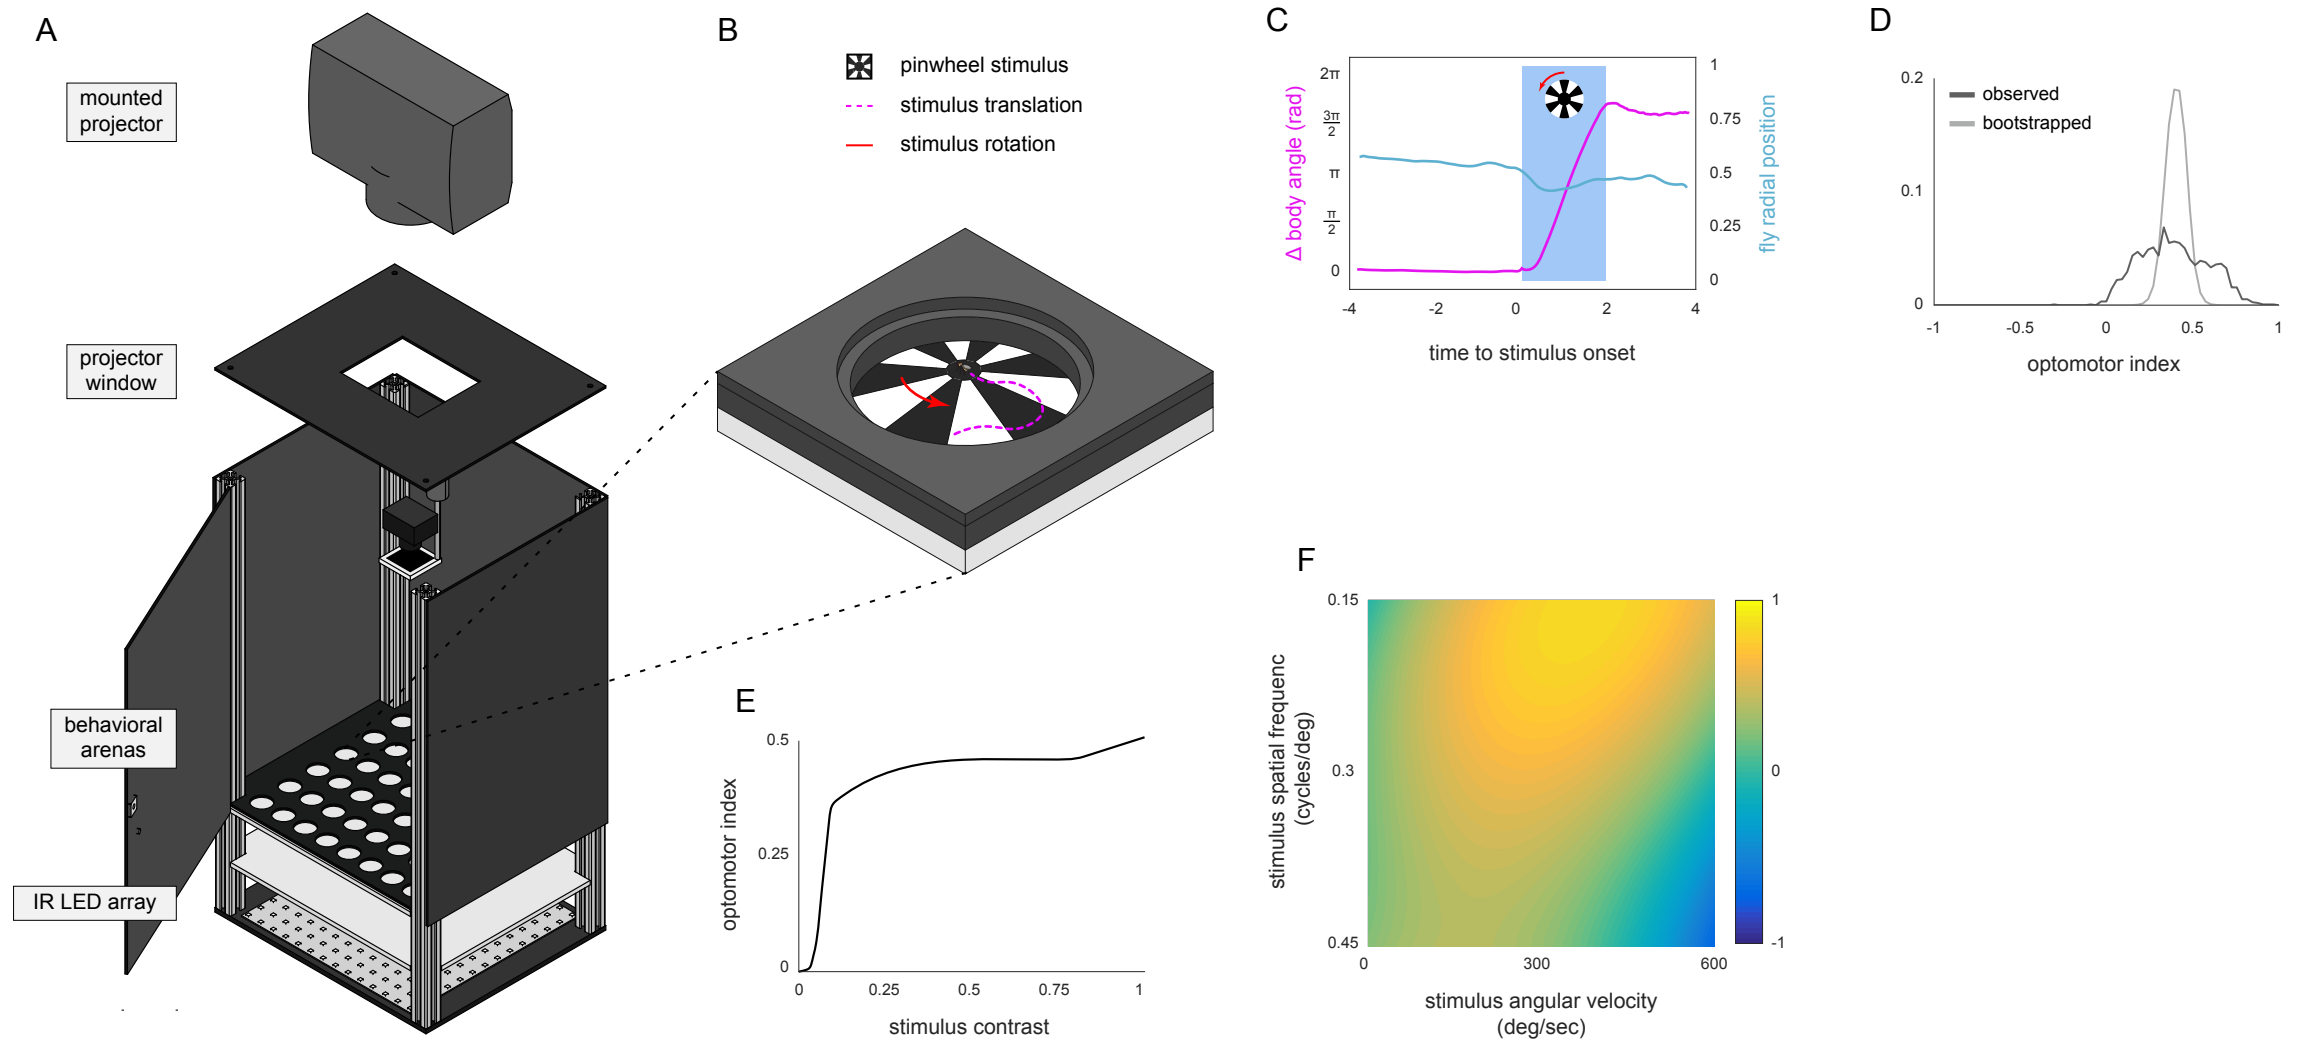 A
mounted
projector
projector
window
behavioral
arenas
IR LED array
B
pinwheel stimulus
stimulus translation
stimulus rotation
C
Δ body angle (rad)
2π
3π
2
π
π
2
0
1
0.75
0.5
0.25
0
fly radial position
-4
-2
0
2
4
time to stimulus onset
D
0.2
0.1
0
observed
bootstrapped
-1
-0.5
0
0.5
1
optomotor index
E
optomotor index
0.5
0.25
0
0
0.25
0.5
0.75
1
stimulus contrast
F
stimulus spatial frequenc
(cycles/deg)
0.15
0.3
0.45
0
300
600
stimulus angular velocity
(deg/sec)
1
0
-1